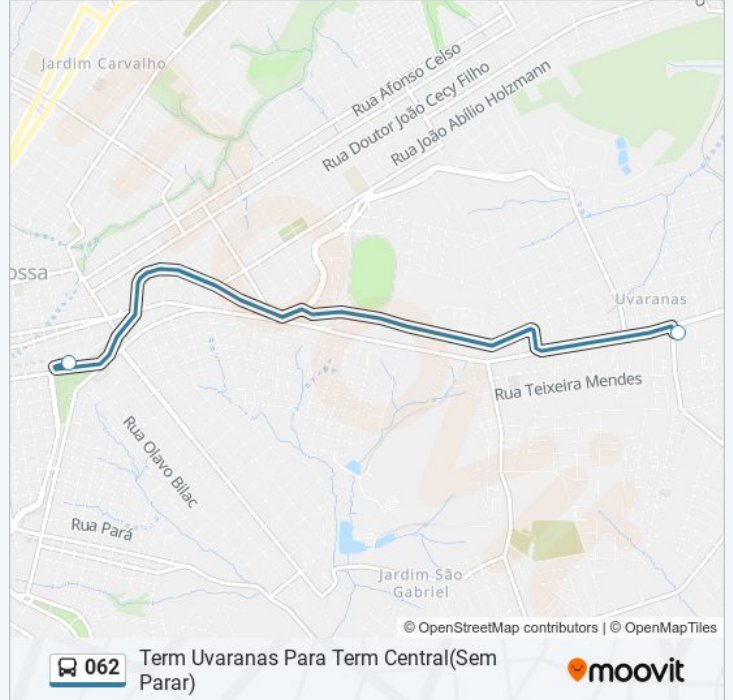 Jardim Carvalho
Rua Afonso Celso
Rua Doutor João Cecy Filho
Rua João Abílio Holzmann
ossa
Uvaranas
Rua Teixeira Mendes
Rua Olavo Bilac
Rua Pará
Jardim São
Gabriel
© OpenStreetMap contributors | © OpenMapTiles
062
Term Uvaranas Para Term Central(Sem
Parar)
moovit